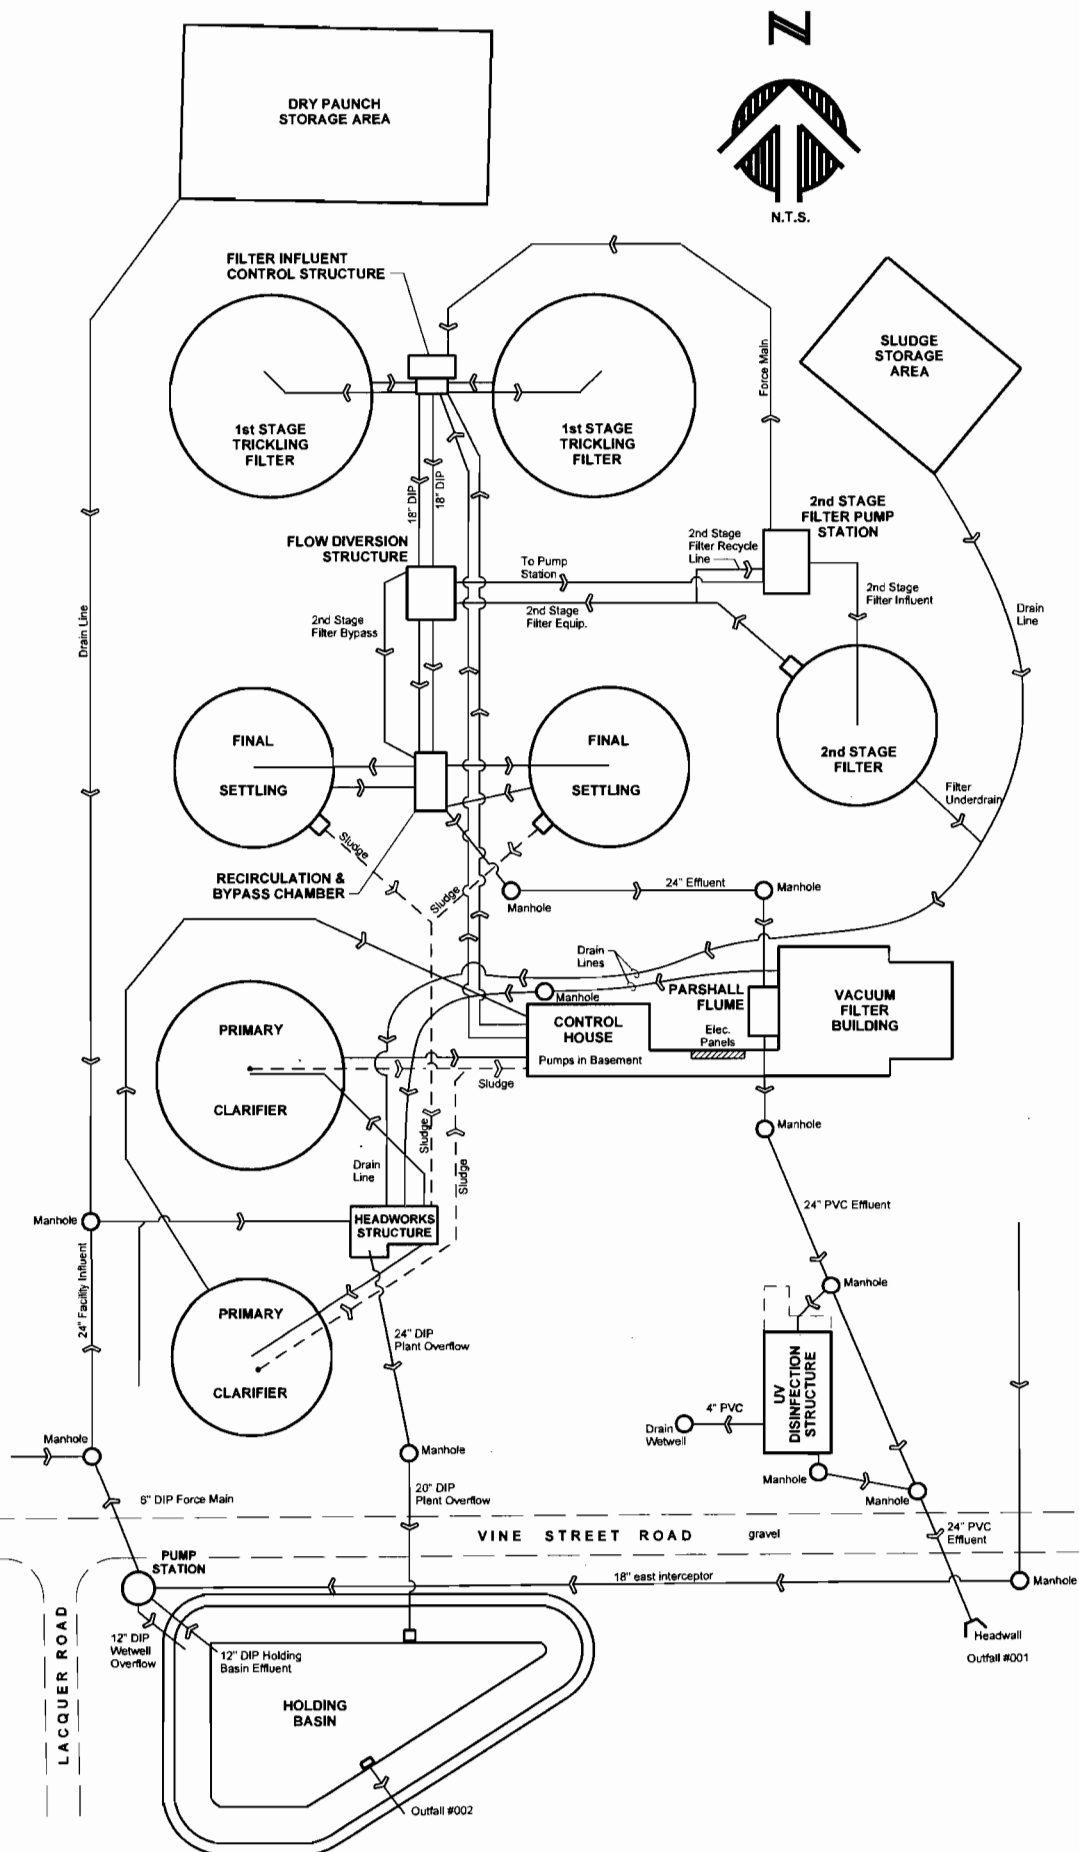 N
N.T.S.
DRY PAUNCH
STORAGE AREA
FILTER INFLUENT
CONTROL STRUCTURE
SLUDGE
STORAGE
AREA
Force Main
1st STAGE
TRICKLING
FILTER
1st STAGE
TRICKLING
FILTER
18" DIP
18" DIP
2nd STAGE
FILTER PUMP
STATION
FLOW DIVERSION
STRUCTURE
2nd Stage
Filter Recycle
Line
To Pump
Station
2nd Stage
Filter Influent
Drain Line
2nd Stage
Filter Bypass
2nd Stage
Filter Equip.
Drain
Line
FINAL
SETTLING
FINAL
SETTLING
2nd STAGE
FILTER
Filter
Underdrain
Sludge
Sludge
RECIRCULATION &
BYPASS CHAMBER
24" Effluent
Manhole
Manhole
Drain
Lines
Manhole
PARSHALL
FLUME
VACUUM
FILTER
BUILDING
CONTROL
HOUSE
Elec.
Panels
Pumps in Basement
PRIMARY
CLARIFIER
Sludge
Sludge
Sludge
Drain
Line
Manhole
Manhole
HEADWORKS
STRUCTURE
24" PVC Effluent
24" Facility Influent
PRIMARY
CLARIFIER
24" DIP
Plant Overflow
Manhole
UV
DISINFECTION
STRUCTURE
4" PVC
Drain
Wetwell
Manhole
Manhole
Manhole
Manhole
6" DIP Force Main
20" DIP
Plant Overflow
VINE STREET ROAD
gravel
24" PVC
Effluent
PUMP
STATION
18" east interceptor
Manhole
LACQUER ROAD
12" DIP
Wetwell
Overflow
12" DIP Holding
Basin Effluent
Headwall
Outfall #001
HOLDING
BASIN
Outfall #002